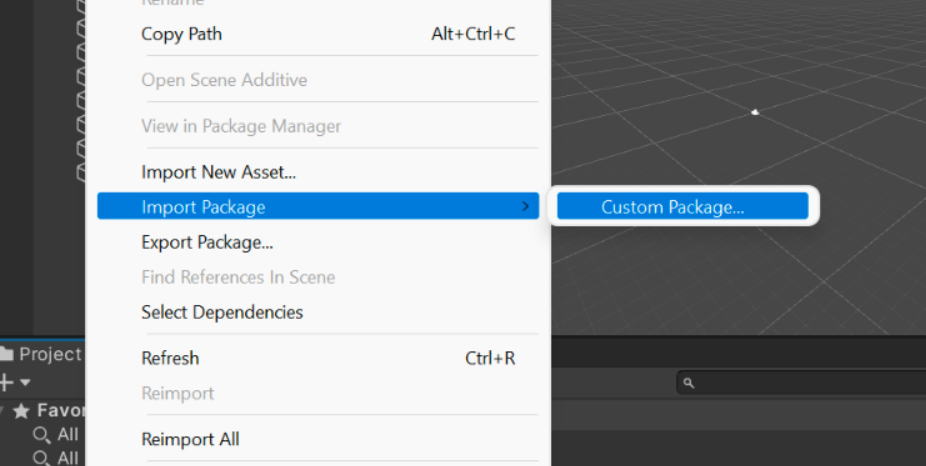 Rename
Copy Path Alt+Ctrl+C
Open Scene Additive
View in Package Manager
Import New Asset...
Import Package > Custom Package...
Export Package...
Find References In Scene
Select Dependencies
Project
Refresh Ctrl+R
Reimport
Favor
All
Reimport All
All